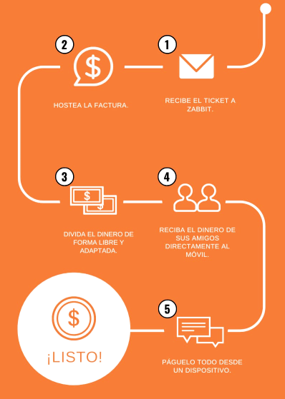 1
RECIBE EL TICKET A
ZABBIT.
2
$
HOSTEA LA FACTURA.
3
$
$
DIVIDA EL DINERO DE
FORMA LIBRE Y
ADAPTADA.
4
RECIBA EL DINERO DE
SUS AMIGOS
DIRECTAMENTE AL
MÓVIL.
5
PÁGUELO TODO DESDE
UN DISPOSITIVO.
$
¡LISTO!